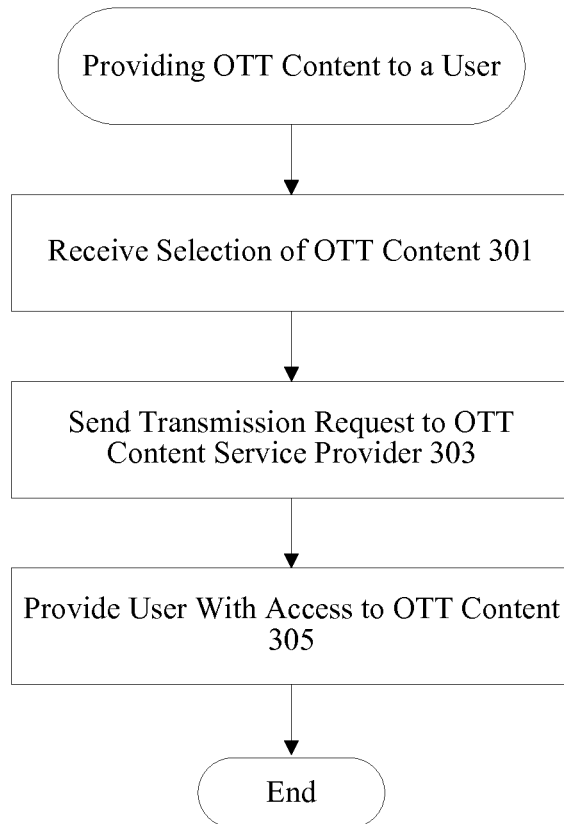 Providing OTT Content to a User
Receive Selection of OTT Content 301
Send Transmission Request to OTT
Content Service Provider 303
Provide User With Access to OTT Content
305
End